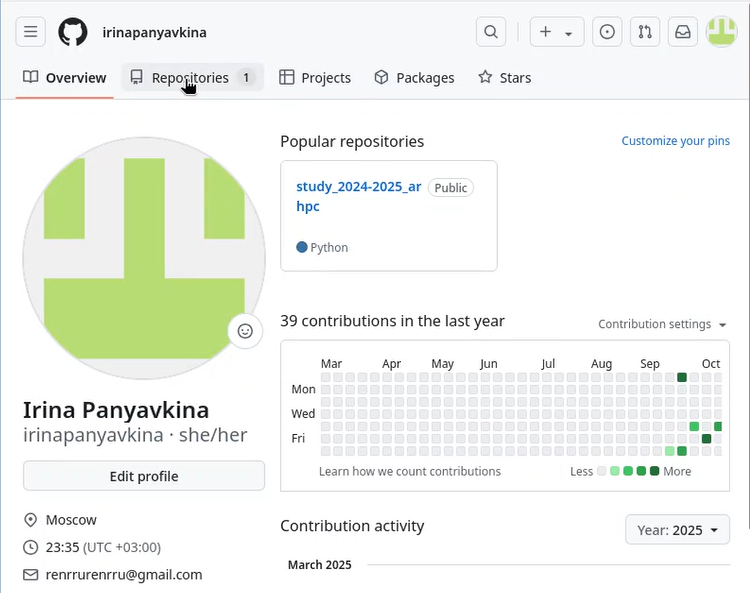 irinapanyavkina
Overview
Repositories 1
Projects
Packages
Stars
Popular repositories
Customize your pins
study_2024-2025_ar
hpc
Public
Python
39 contributions in the last year
Contribution settings
Mar Apr May Jun Jul Aug Sep Oct
Mon
Wed
Fri
Learn how we count contributions
Less More
Irina Panyavkina
irinapanyavkina · she/her
Edit profile
Moscow
23:35 (UTC +03:00)
renrrurenrru@gmail.com
Contribution activity
Year: 2025
March 2025